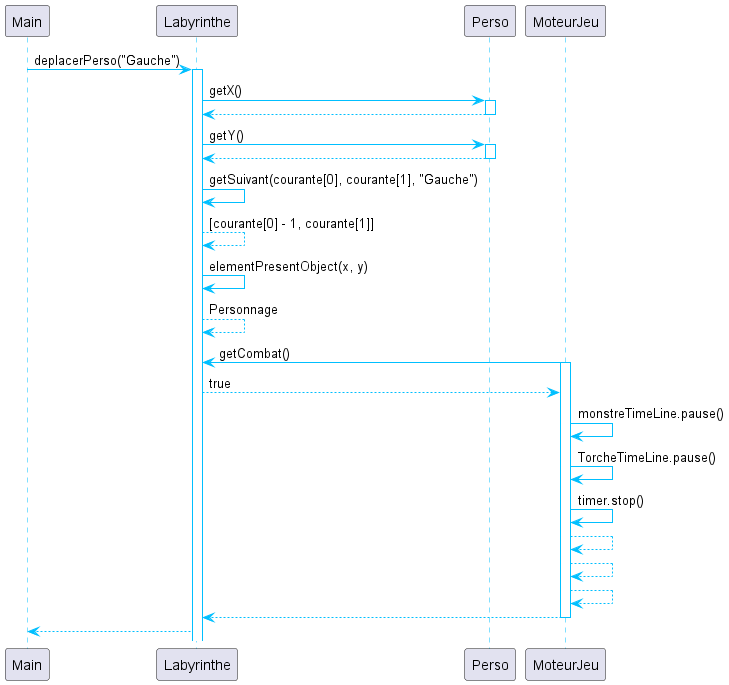 Main Labyrinthe Perso MoteurJeu
deplacerPerso("Gauche")
getX()
getY()
getSuivant(courante[0], courante[1], "Gauche")
[courante[0] - 1, courante[1]]
elementPresentObject(x, y)
Personnage
getCombat()
true
monstreTimeLine.pause()
TorcheTimeLine.pause()
timer.stop()
Main Labyrinthe Perso MoteurJeu